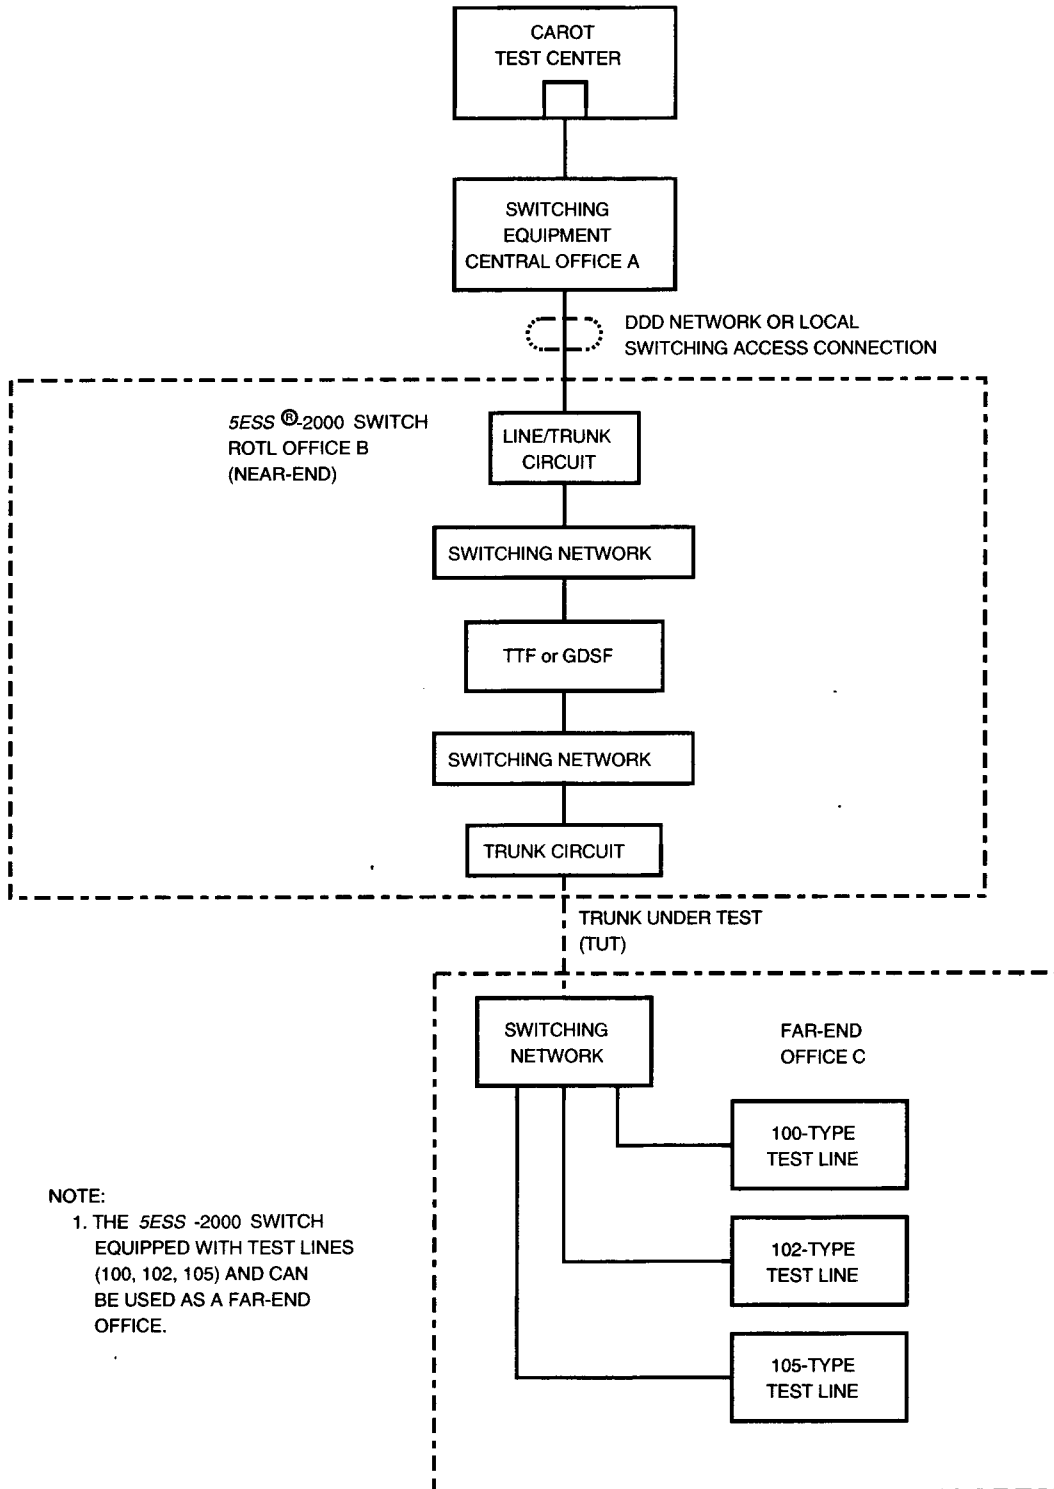 CAROT
TEST CENTER
SWITCHING
EQUIPMENT
CENTRAL OFFICE A
DDD NETWORK OR LOCAL
SWITCHING ACCESS CONNECTION
5ESS ®-2000 SWITCH
ROTL OFFICE B
(NEAR-END)
LINE/TRUNK
CIRCUIT
SWITCHING NETWORK
TTF or GDSF
SWITCHING NETWORK
TRUNK CIRCUIT
TRUNK UNDER TEST
(TUT)
SWITCHING
NETWORK
FAR-END
OFFICE C
100-TYPE
TEST LINE
102-TYPE
TEST LINE
105-TYPE
TEST LINE
NOTE:
1. THE 5ESS -2000 SWITCH
EQUIPPED WITH TEST LINES
(100, 102, 105) AND CAN
BE USED AS A FAR-END
OFFICE.